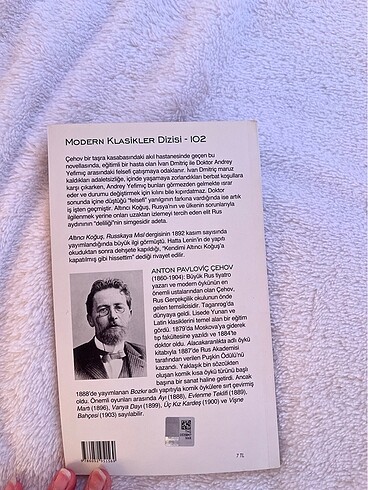 MODERN KLASİKLER DİZİSİ - 102
Çehov bir taşra kasabasındaki akıl hastanesinde geçen bu
novellasında, eğitimli bir hasta olan İvan Dmitriç ile Doktor Andrey
Yefimıç arasındaki felsefi çatışmaya odaklanır. İvan Dmitriç maruz
kaldıkları adaletsizliğe, içinde yaşamaya zorlandıkları berbat koşullara
karşı çıkarken, Andrey Yefimıç bunları görmezden gelmekte ısrar
eder ve durumu değiştirmek için kılını bile kıpırdatmaz. Doktor
sonunda içine düştüğü “felsefi” yanılgının farkına vardığında ise artık
iş işten geçmiştir. Altıncı Koğuş, Rusya'nın ve ülkenin sorunlarıyla
ilgilenmek yerine onları uzaktan izlemeyi tercih eden elit Rus
aydınının “deliliği”nin simgesidir adeta.
Altıncı Koğuş, Russkaya Mısl dergisinin 1892 kasım sayısında
yayımlandığında büyük ilgi görmüştü. Hatta Lenin'in de yapıtı
okuduktan sonra dehşete kapıldığı, “Kendimi Altıncı Koğuş'a
kapatılmış gibi hissettim” dediği rivayet edilir.
ANTON PAVLOVİÇ ÇEHOV
(1860-1904): Büyük Rus tiyatro
yazarı ve modern öykünün en
önemli ustalarından olan Çehov,
Rus Gerçekçilik okulunun önde
gelen temsilcisidir. Taganrog'da
dünyaya geldi. Lisede Yunan ve
Latin klasiklerini temel alan bir eğitim
gördü. 1879'da Moskova'ya giderek
tıp fakültesine yazıldı ve 1884'te
doktor oldu. Alacakaranlıkta adlı öykü
kitabıyla 1887'de Rus Akademisi
tarafından verilen Puşkin Ödülü'nü
kazandı. Yaklaşık bin sözcükten
oluşan komik kısa öykü türünü başlı
başına bir sanat haline getirdi. Ancak
1888'de yayımlanan Bozkır adlı yapıtıyla komik öykülere sırt çevirmiş
oldu. Önemli oyunları arasında Ayı (1888), Evlenme Teklifi (1889),
Martı (1896), Vanya Dayı (1899), Üç Kız Kardeş (1900) ve Vişne
Bahçesi (1903) sayılabilir.
7 TL